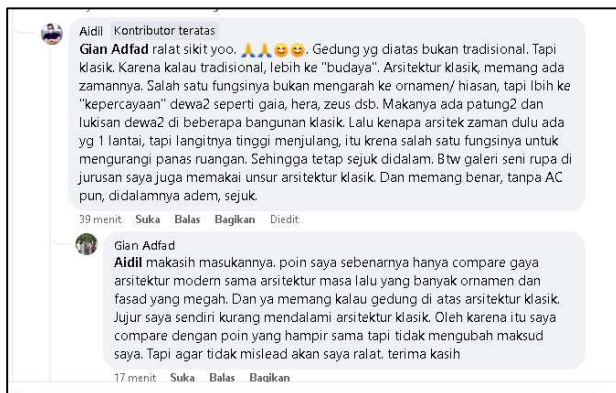 Aidil Kontributor teratas
Gian Adfad ralat sikit yoo. 🙏🙏😊😊. Gedung yg diatas bukan tradisional. Tapi
klasik. Karena kalau tradisional, lebih ke "budaya". Arsitektur klasik, memang ada
zamannya. Salah satu fungsinya bukan mengarah ke ornamen/ hiasan, tapi lbih ke
"kepercayaan" dewa2 seperti gaia, hera, zeus dsb. Makanya ada patung2 dan
lukisan dewa2 di beberapa bangunan klasik. Lalu kenapa arsitek zaman dulu ada
yg 1 lantai, tapi langitnya tinggi menjulang, itu krena salah satu fungsinya untuk
mengurangi panas ruangan. Sehingga tetap sejuk didalam. Btw galeri seni rupa di
jurusan saya juga memakai unsur arsitektur klasik. Dan memang benar, tanpa AC
pun, didalamnya adem, sejuk.
39 menit Suka Balas Bagikan Diedit
Gian Adfad
Aidil makasih masukannya. poin saya sebenarnya hanya compare gaya
arsitektur modern sama arsitektur masa lalu yang banyak ornamen dan
fasad yang megah. Dan ya memang kalau gedung di atas arsitektur klasik.
Jujur saya sendiri kurang mendalami arsitektur klasik. Oleh karena itu saya
compare dengan poin yang hampir sama tapi tidak mengubah maksud
saya. Tapi agar tidak mislead akan saya ralat. terima kasih
17 menit Suka Balas Bagikan